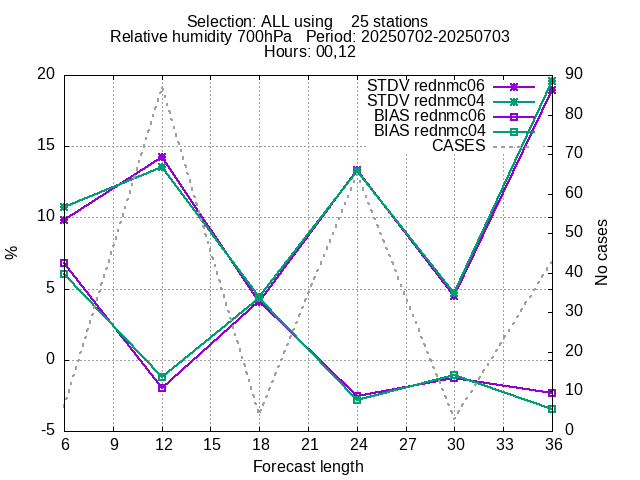 Selection: ALL using    25 stations
Relative humidity 700hPa   Period: 20250702-20250703
Hours: 00,12
STDV rednmc06
STDV rednmc04
BIAS rednmc06
BIAS rednmc04
CASES
20
15
10
5
0
-5
%
90
80
70
60
50
40
30
20
10
0
No cases
6 9 12 15 18 21 24 27 30 33 36
Forecast length